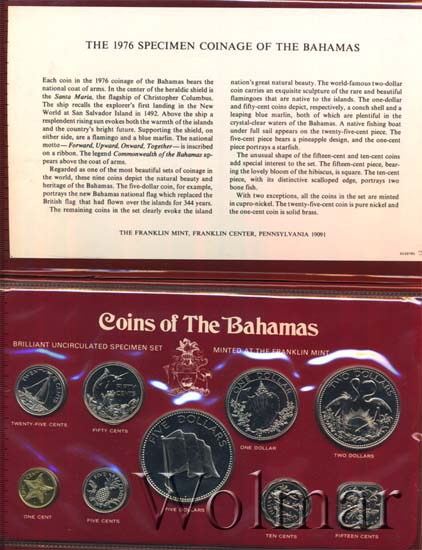 THE 1976 SPECIMEN COINAGE OF THE BAHAMAS
Each coin in the 1976 coinage of the Bahamas bears the
national coat of arms. In the center of the heraldic shield is
the Santa Maria, the flagship of Christopher Columbus.
The ship recalls the explorer's first landing in the New
World at San Salvador Island in 1492. Above the ship a
resplendent rising sun evokes both the warmth of the islands
and the country's bright future. Supporting the shield, on
either side, are a flamingo and a blue marlin. The national
motto—Forward, Upward, Onward, Together—is inscribed
on a ribbon. The legend Commonwealth of the Bahamas ap-
pears above the coat of arms.
Regarded as one of the most beautiful sets of coinage in
the world, these nine coins depict the natural beauty and
heritage of the Bahamas. The five-dollar coin, for example,
portrays the new Bahamas national flag which replaced the
British flag that had flown over the islands for 344 years.
The remaining coins in the set clearly evoke the island
nation's great natural beauty. The world-famous two-dollar
coin carries an exquisite sculpture of the rare and beautiful
flamingoes that are native to the islands. The one-dollar
and fifty-cent coins depict, respectively, a conch shell and a
leaping blue marlin, both of which are plentiful in the
crystal-clear waters of the Bahamas. A native fishing boat
under full sail appears on the twenty-five-cent piece. The
five-cent piece bears a pineapple design, and the one-cent
piece portrays a starfish.
The unusual shape of the fifteen-cent and ten-cent coins
add special interest to the set. The fifteen-cent piece, bear-
ing the lovely bloom of the hibiscus, is square. The ten-cent
piece, with its distinctive scalloped edge, portrays two
bone fish.
With two exceptions, all coins in the set are minted
in cupro-nickel. The twenty-five-cent coin is pure nickel and
the one-cent coin is solid brass.
THE FRANKLIN MINT, FRANKLIN CENTER, PENNSYLVANIA 19091
Coins of The Bahamas
BRILLIANT UNCIRCULATED SPECIMEN SET
MINTED AT THE FRANKLIN MINT
FIFTY CENTS
ONE DOLLAR
TWENTY-FIVE CENTS
FIFTY CENTS
FIVE DOLLARS
ONE DOLLAR
TWO DOLLARS
ONE CENT
FIVE CENTS
FIVE DOLLARS
TEN CENTS
FIFTEEN CENTS
Wolmar